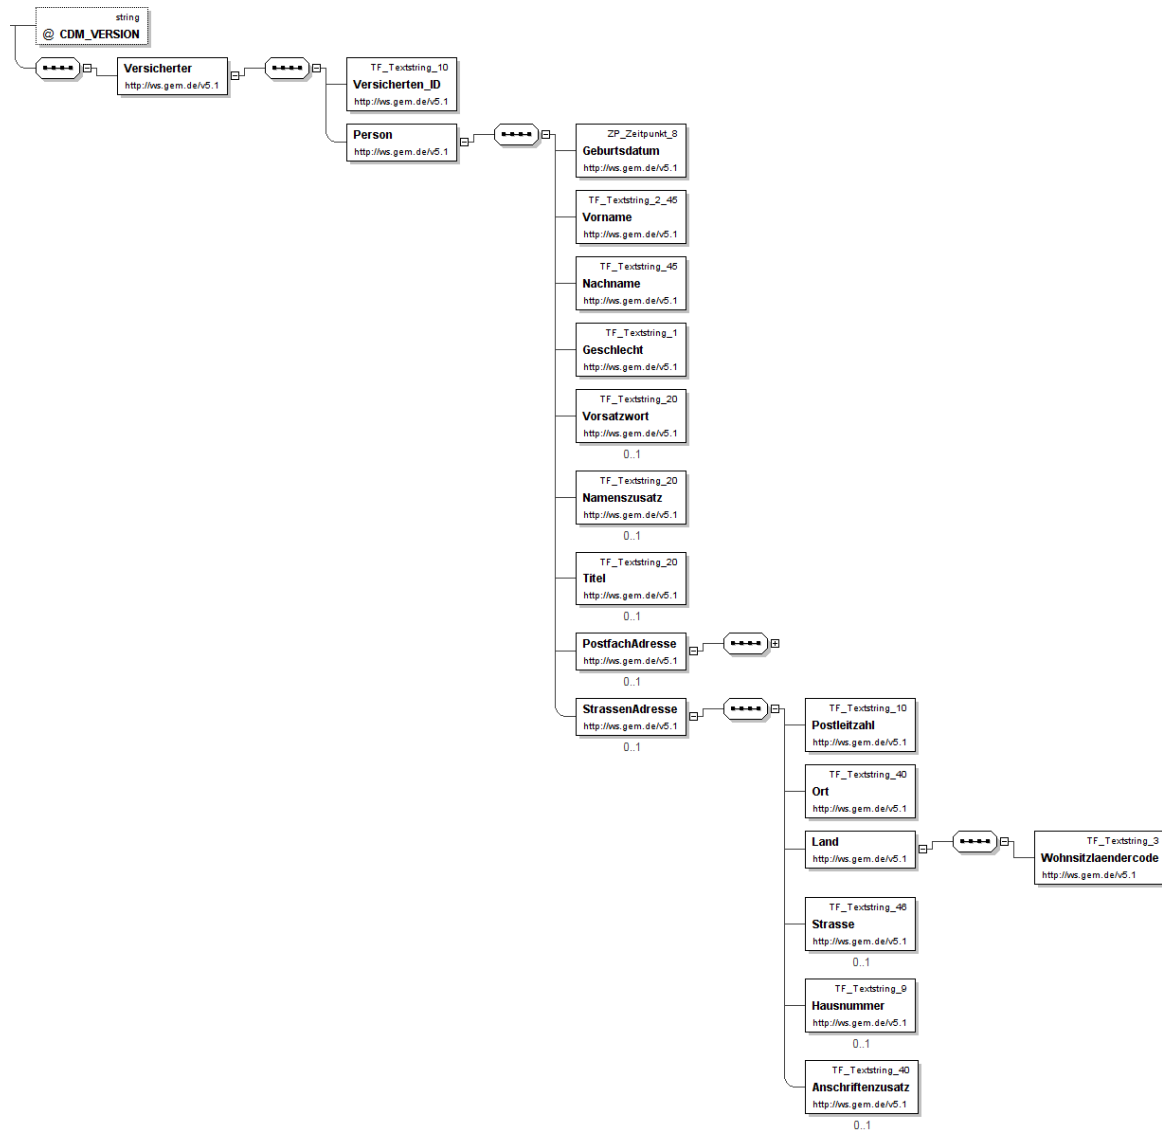 string
@ CDM_VERSION
Versicherter
http://ws.gem.de/v5.1
TF_Textstring_10
Versicherten_ID
http://ws.gem.de/v5.1
Person
http://ws.gem.de/v5.1
ZP_Zeitpunkt_8
Geburtsdatum
http://ws.gem.de/v5.1
TF_Textstring_2_45
Vorname
http://ws.gem.de/v5.1
TF_Textstring_45
Nachname
http://ws.gem.de/v5.1
TF_Textstring_1
Geschlecht
http://ws.gem.de/v5.1
TF_Textstring_20
Vorsatzwort
http://ws.gem.de/v5.1
0..1
TF_Textstring_20
Namenszusatz
http://ws.gem.de/v5.1
0..1
TF_Textstring_20
Titel
http://ws.gem.de/v5.1
0..1
PostfachAdresse
http://ws.gem.de/v5.1
0..1
StrassenAdresse
http://ws.gem.de/v5.1
0..1
TF_Textstring_10
Postleitzahl
http://ws.gem.de/v5.1
TF_Textstring_40
Ort
http://ws.gem.de/v5.1
Land
http://ws.gem.de/v5.1
TF_Textstring_3
Wohnsitzlaendercode
http://ws.gem.de/v5.1
TF_Textstring_46
Strasse
http://ws.gem.de/v5.1
0..1
TF_Textstring_9
Hausnummer
http://ws.gem.de/v5.1
0..1
TF_Textstring_40
Anschriftenzusatz
http://ws.gem.de/v5.1
0..1